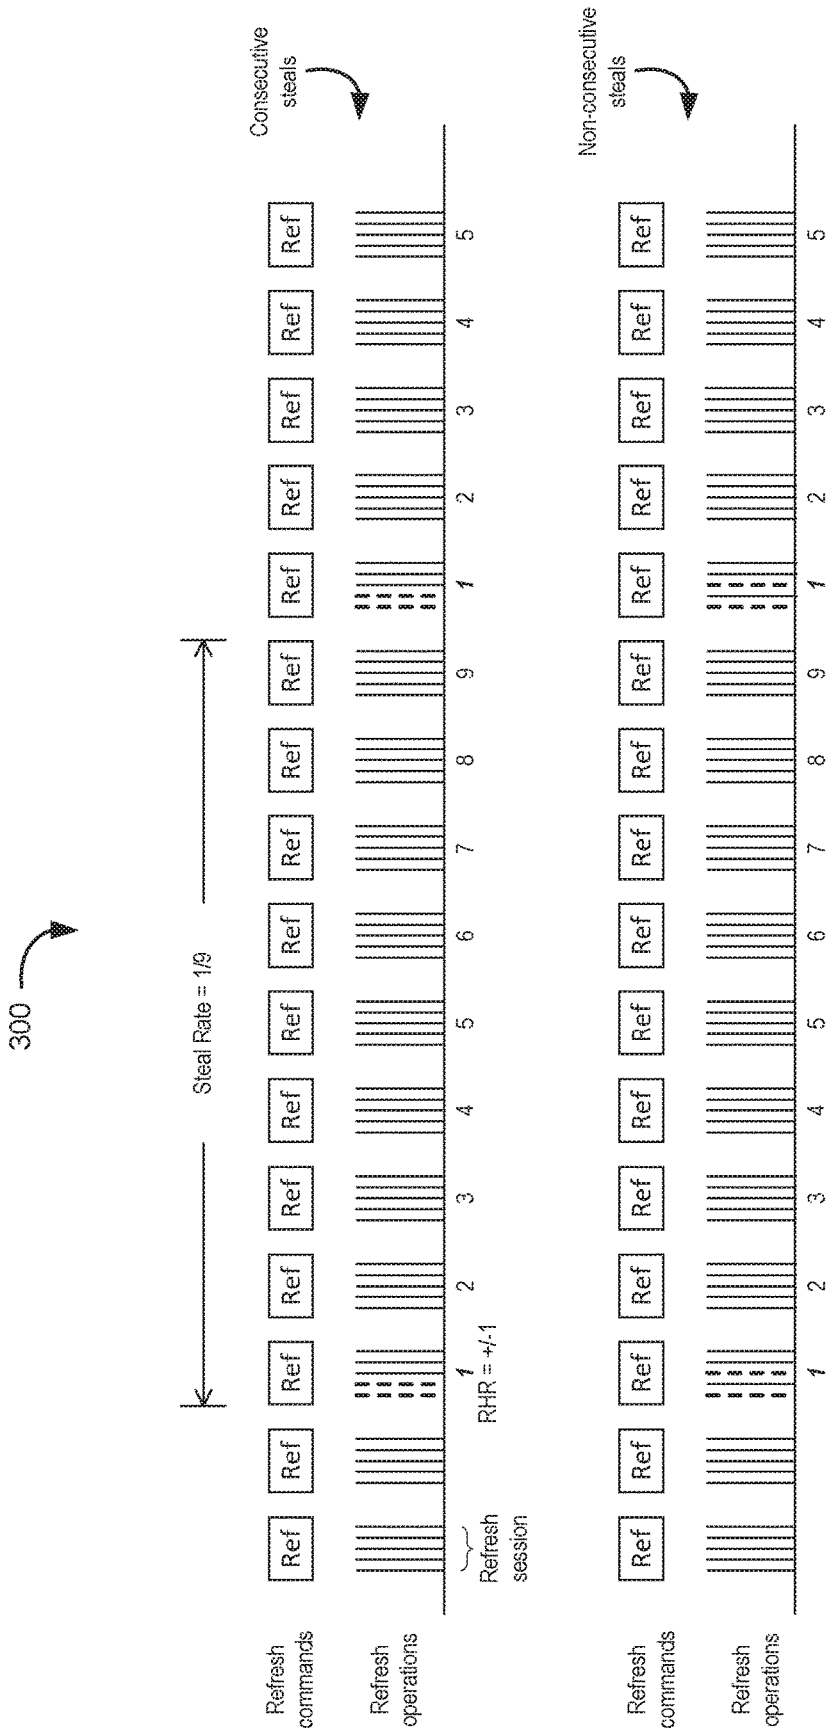 300
Steal Rate = 1/9
Consecutive
steals
Refresh
commands
Ref Ref Ref Ref Ref Ref Ref Ref Ref Ref Ref Ref Ref Ref Ref Ref
Refresh
operations
1 2 3 4 5 6 7 8 9 1 2 3 4 5
RHR = +/-1
Refresh
session
Non-consecutive
steals
Refresh
commands
Ref Ref Ref Ref Ref Ref Ref Ref Ref Ref Ref Ref Ref Ref Ref Ref
Refresh
operations
1 2 3 4 5 6 7 8 9 1 2 3 4 5